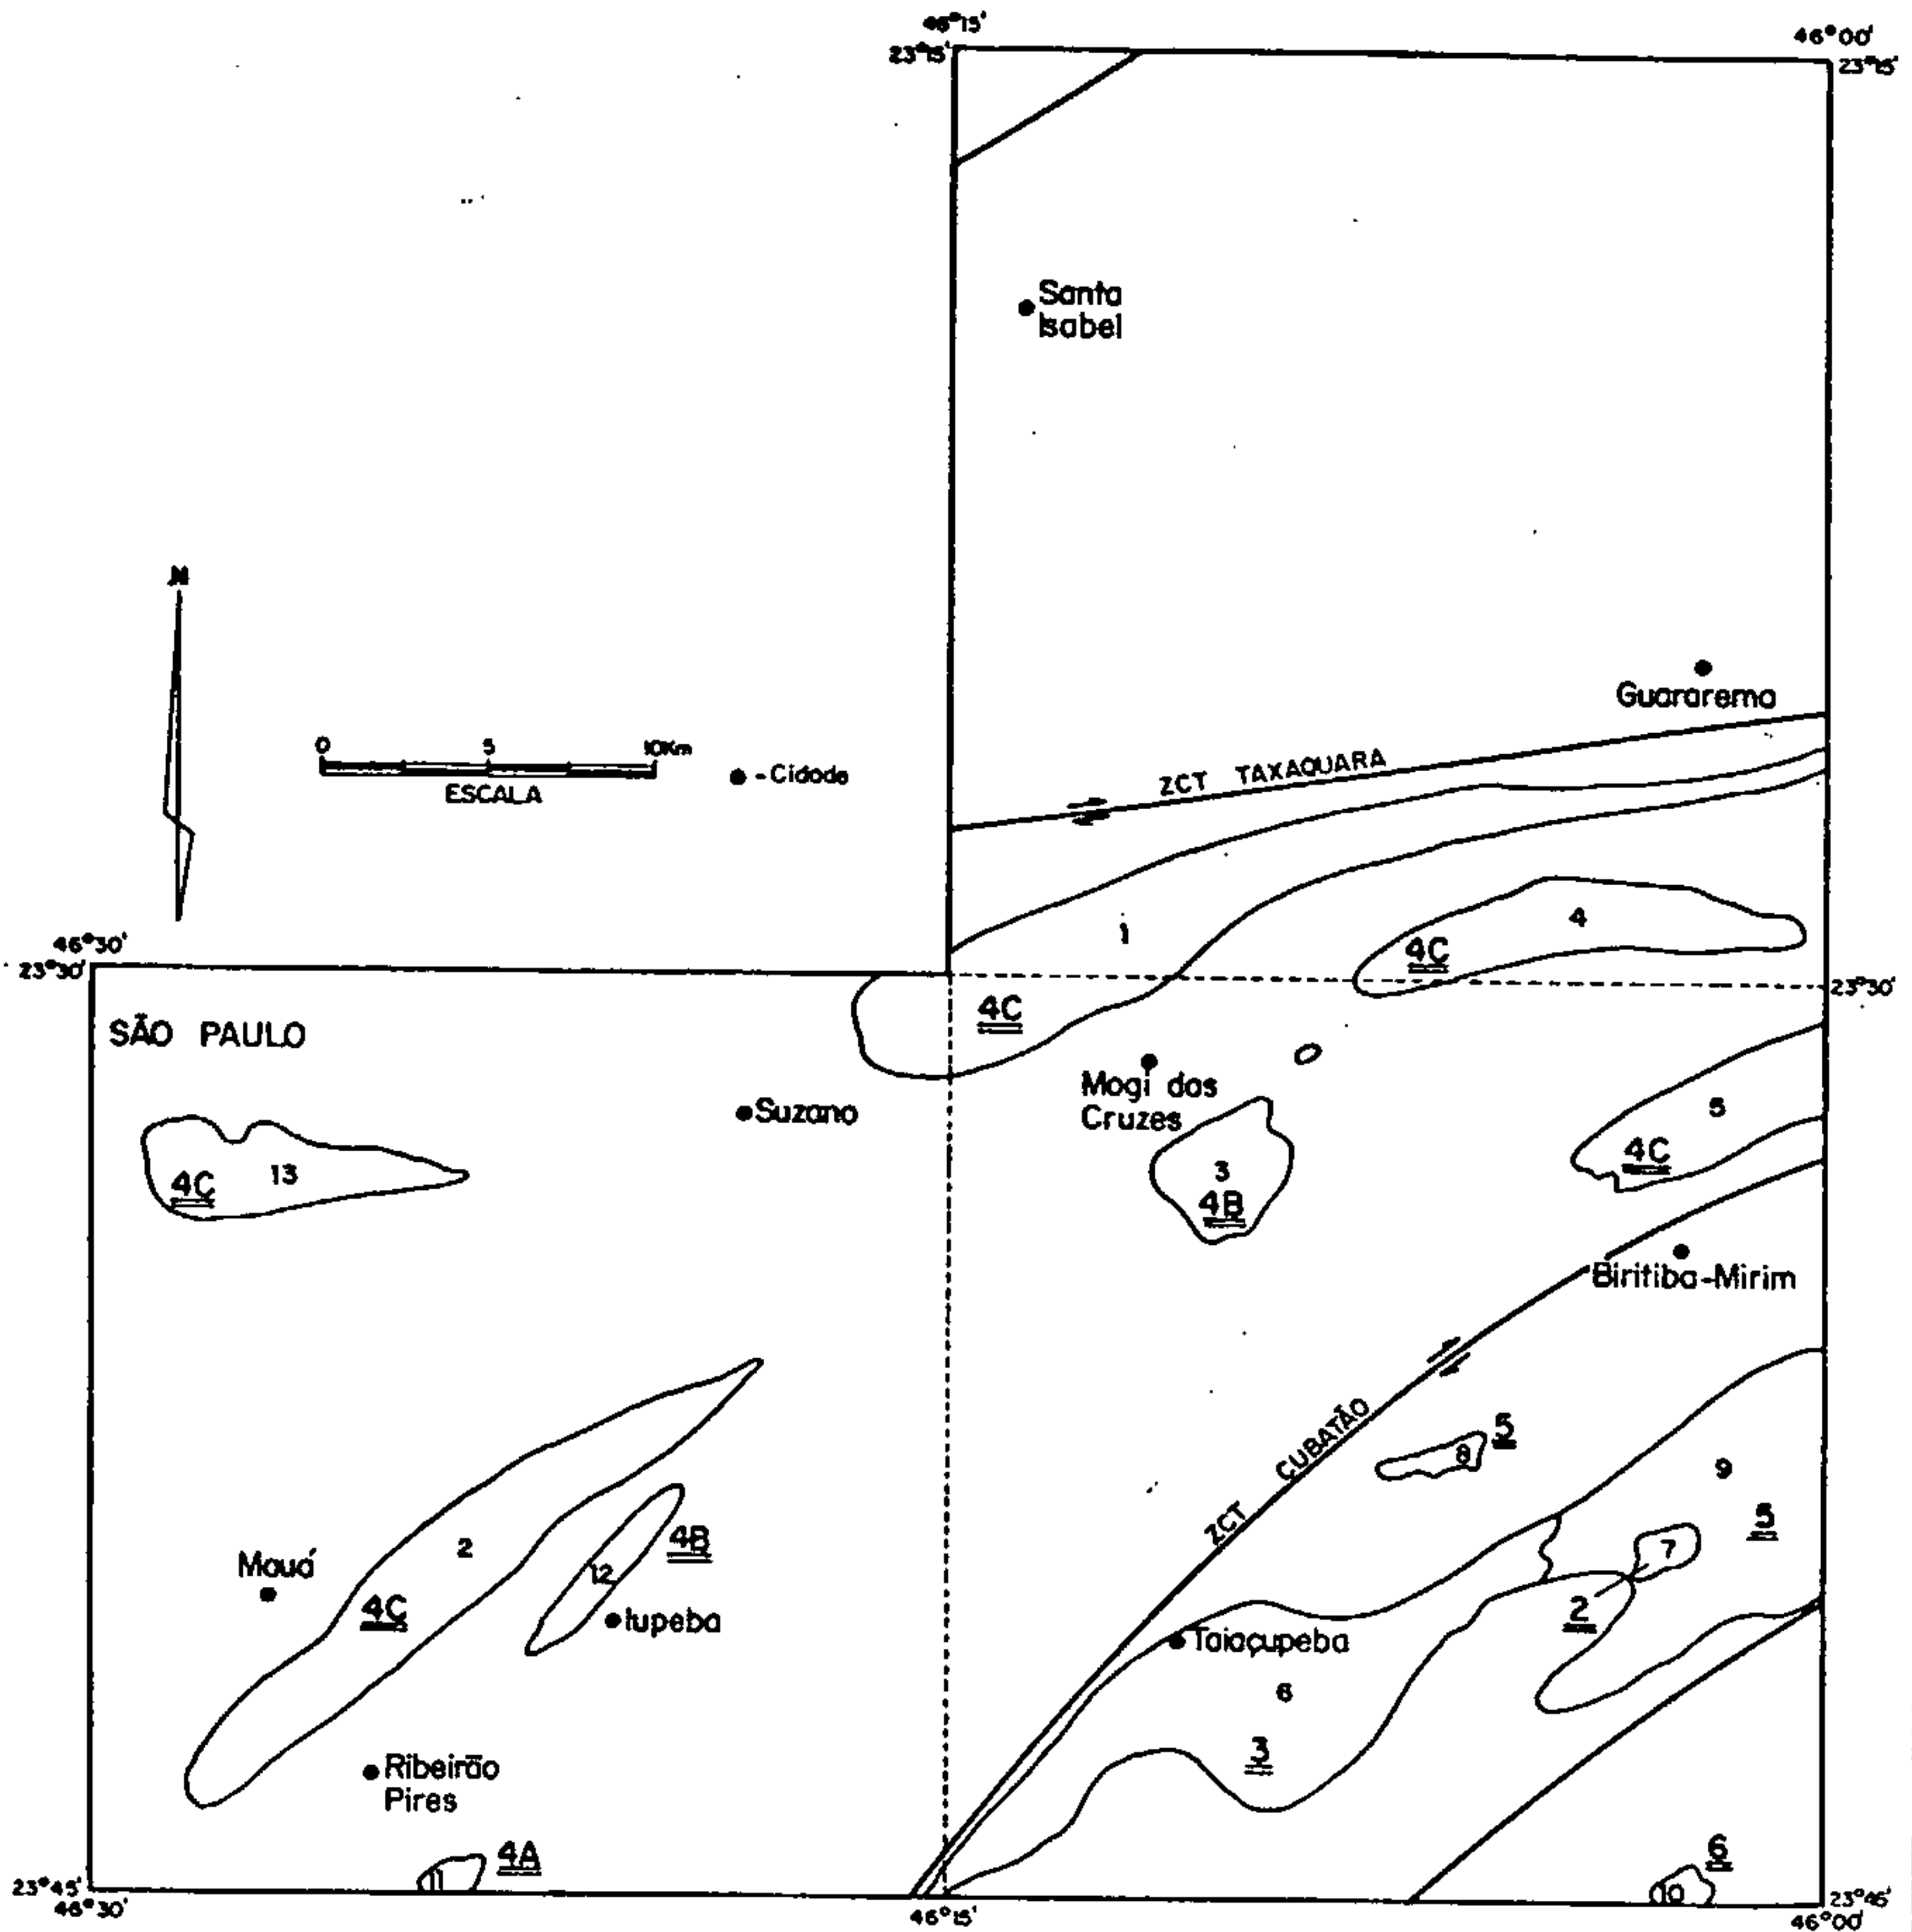 46°15'
46°00'
23°15'
23°15'
Santa
Isabel
N
Guararema
0 5 10Km
ESCALA
● - Cidade
ZCT TAXAQUARA
46°30'
23°30'
1
4
4C
23°30'
SÃO PAULO
4C
Mogi das
Cruzes
Suzano
5
4C
13
4C
3
4B
Biritiba-Mirim
ZCT CUBATÃO
5
8
9
5
7
2
2
4B
12
Mauá
4C
Iupeba
Taiaçupeba
6
3
Ribeirão
Pires
4A
11
6
10
23°45'
46°30'
46°15'
23°45'
46°00'